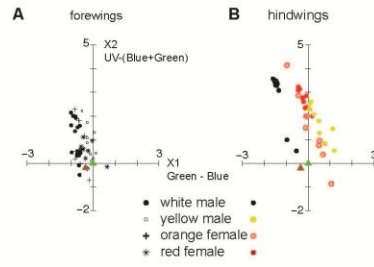 A forewings
B hindwings
X2
UV-(Blue+Green)
5
5
X1
Green - Blue
-3
3
-3
3
-2
-2
white male
yellow male
orange female
red female